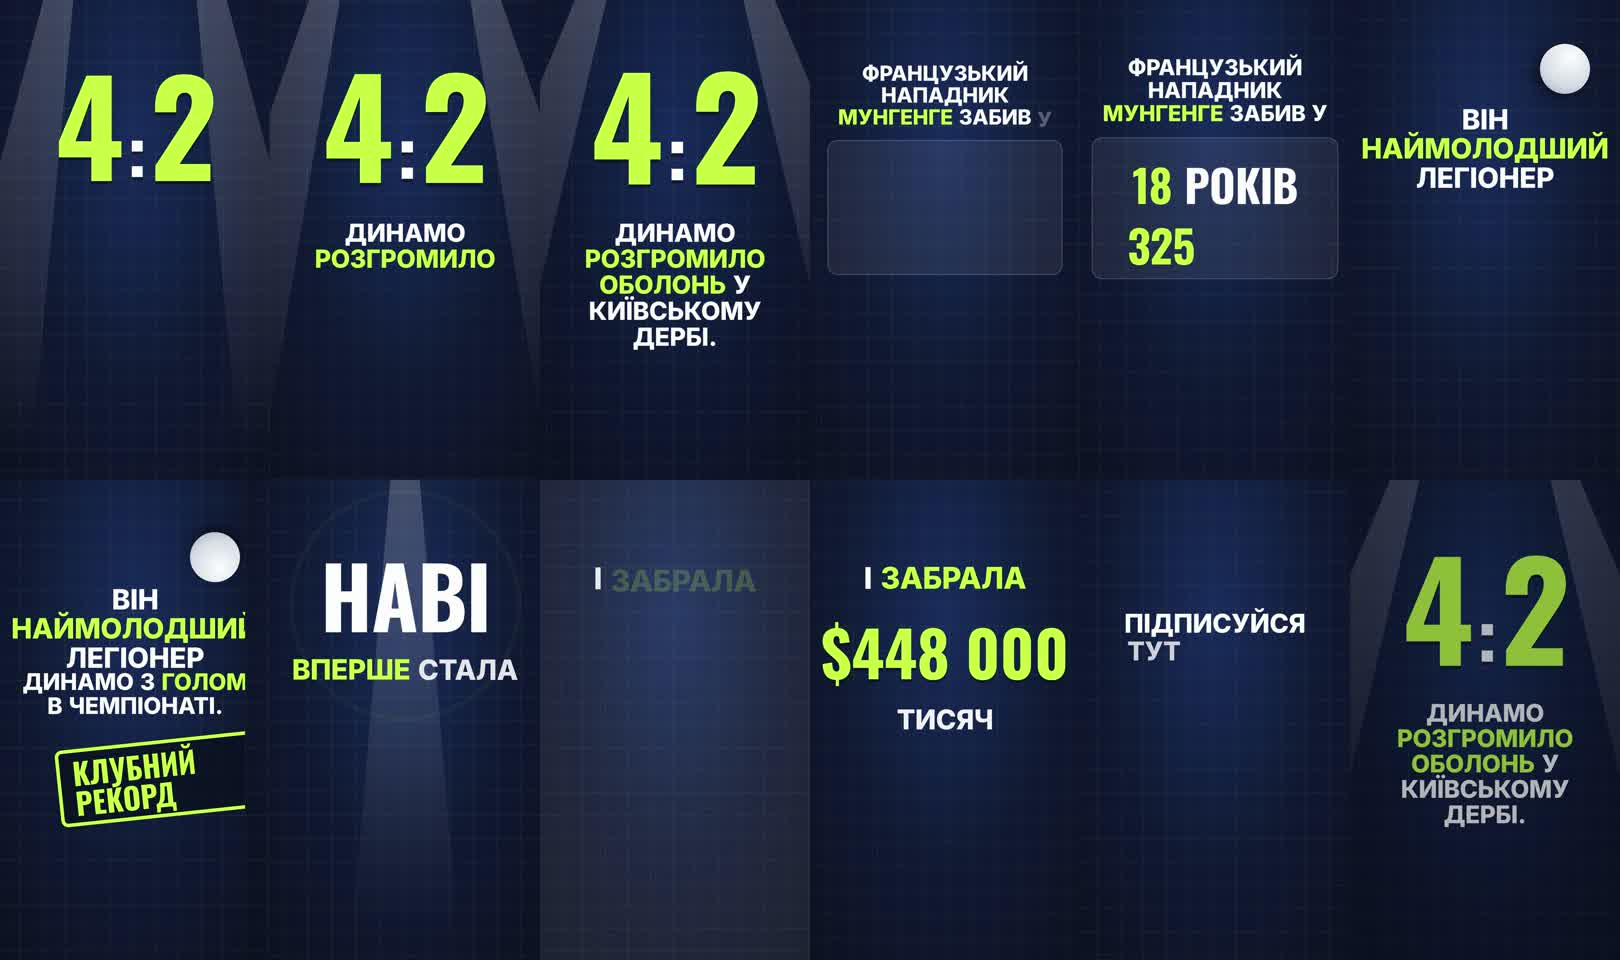 4:2
4:2
ДИНАМО
РОЗГРОМИЛО
4:2
ДИНАМО
РОЗГРОМИЛО
ОБОЛОНЬ У
КИЇВСЬКОМУ
ДЕРБІ.
ФРАНЦУЗЬКИЙ
НАПАДНИК
МУНГЕНГЕ ЗАБИВ У
ФРАНЦУЗЬКИЙ
НАПАДНИК
МУНГЕНГЕ ЗАБИВ У
18 РОКІВ
325
ВІН
НАЙМОЛОДШИЙ
ЛЕГІОНЕР
ВІН
НАЙМОЛОДШИЙ
ЛЕГІОНЕР
ДИНАМО З ГОЛОМ
В ЧЕМПІОНАТІ.
КЛУБНИЙ
РЕКОРД
НАВІ
ВПЕРШЕ СТАЛА
І ЗАБРАЛА
І ЗАБРАЛА
$448 000
ТИСЯЧ
ПІДПИСУЙСЯ
ТУТ
4:2
ДИНАМО
РОЗГРОМИЛО
ОБОЛОНЬ У
КИЇВСЬКОМУ
ДЕРБІ.